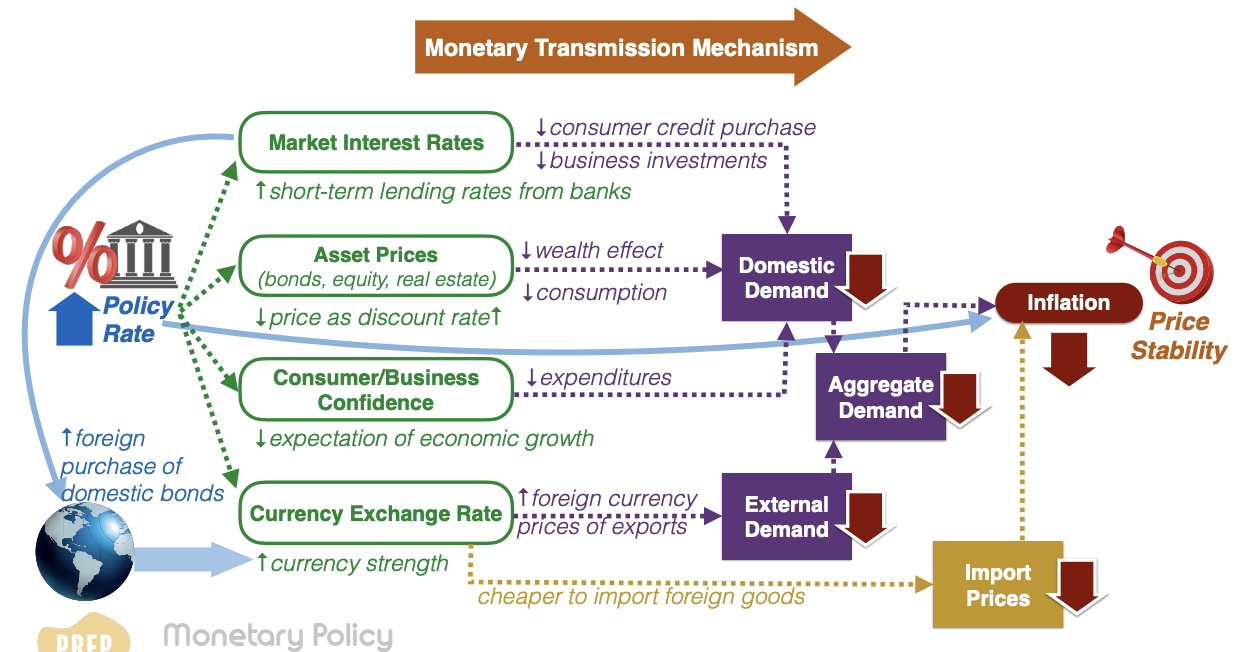 Monetary Transmission Mechanism
Market Interest Rates
↑short-term lending rates from banks
↓consumer credit purchase
↓business investments
%
Policy
Rate
Asset Prices
(bonds, equity, real estate)
↓price as discount rate↑
↓wealth effect
↓consumption
Domestic
Demand
Inflation
Price
Stability
Consumer/Business
Confidence
↓expectation of economic growth
↓expenditures
Aggregate
Demand
↑foreign
purchase of
domestic bonds
Currency Exchange Rate
↑currency strength
↑foreign currency
prices of exports
External
Demand
cheaper to import foreign goods
Import
Prices
PREP
Monetary Policy